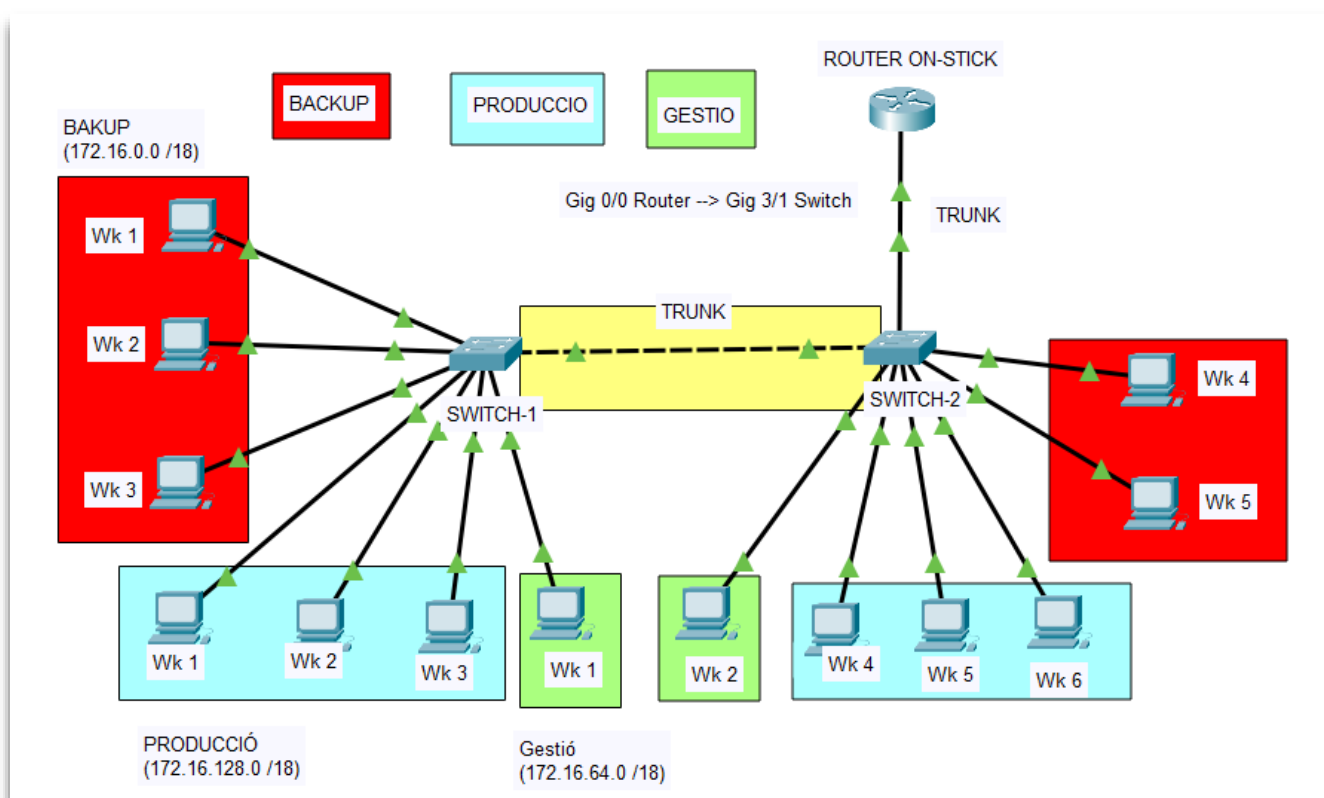 ROUTER ON-STICK
BACKUP
PRODUCCIO
GESTIO
BAKUP
(172.16.0.0 /18)
Gig 0/0 Router --> Gig 3/1 Switch
TRUNK
Wk 1
TRUNK
Wk 2
Wk 4
SWITCH-1
SWITCH-2
Wk 3
Wk 5
Wk 1
Wk 2
Wk 3
Wk 1
Wk 2
Wk 4
Wk 5
Wk 6
PRODUCCIÓ
(172.16.128.0 /18)
Gestió
(172.16.64.0 /18)